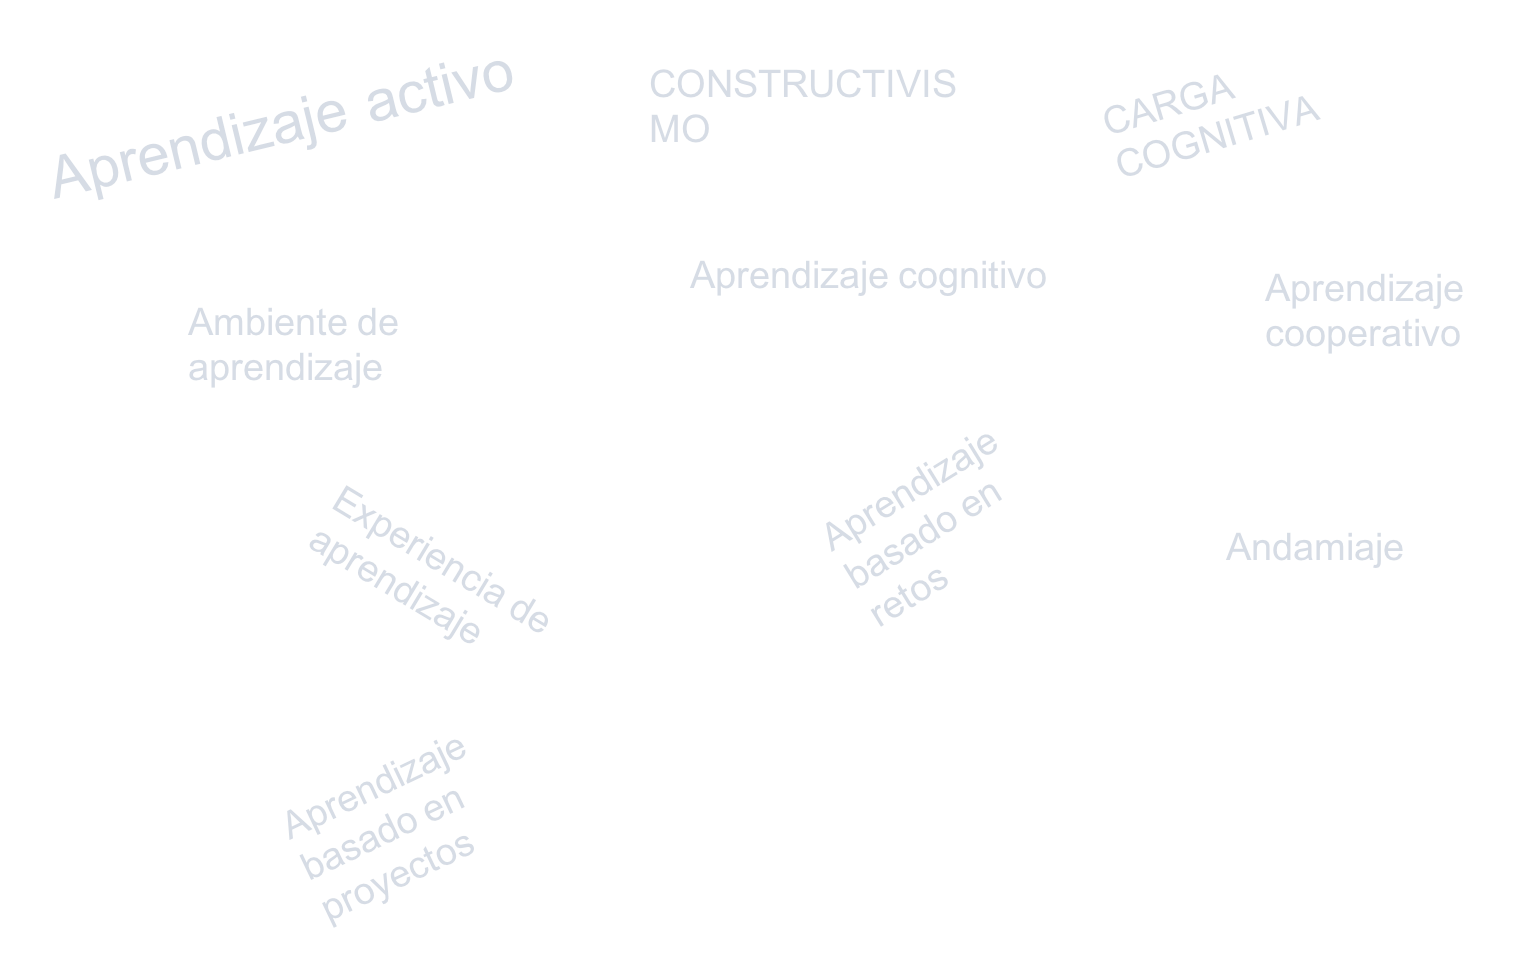 Aprendizaje activo
CONSTRUCTIVIS
MO
CARGA
COGNITIVA
Aprendizaje cognitivo
Aprendizaje
cooperativo
Ambiente de
aprendizaje
Experiencia de
aprendizaje
Aprendizaje
basado en
retos
Andamiaje
Aprendizaje
basado en
proyectos